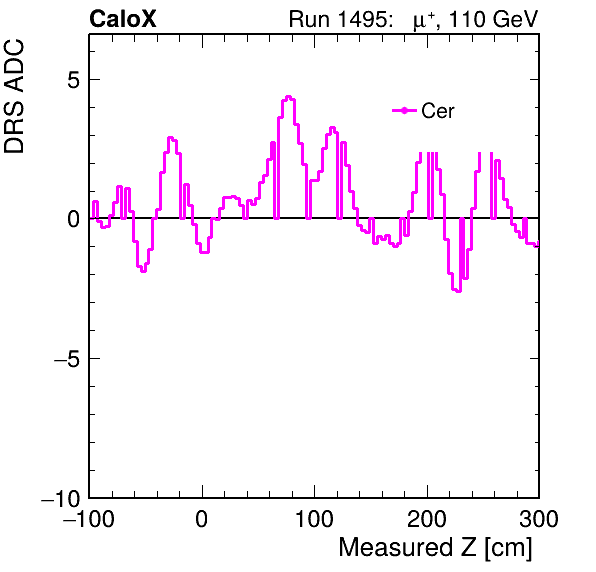 CaloX Run 1495: μ⁺, 110 GeV
DRS ADC
Cer
5
0
−5
−10
−100 0 100 200 300
Measured Z [cm]